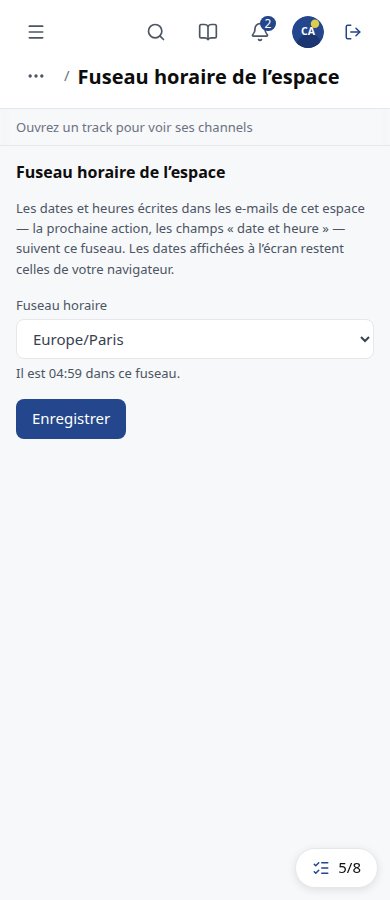 2
CA
/ Fuseau horaire de l’espace
Ouvrez un track pour voir ses channels
Fuseau horaire de l’espace
Les dates et heures écrites dans les e-mails de cet espace
— la prochaine action, les champs « date et heure » —
suivent ce fuseau. Les dates affichées à l’écran restent
celles de votre navigateur.
Fuseau horaire
Europe/Paris
Il est 04:59 dans ce fuseau.
Enregistrer
5/8